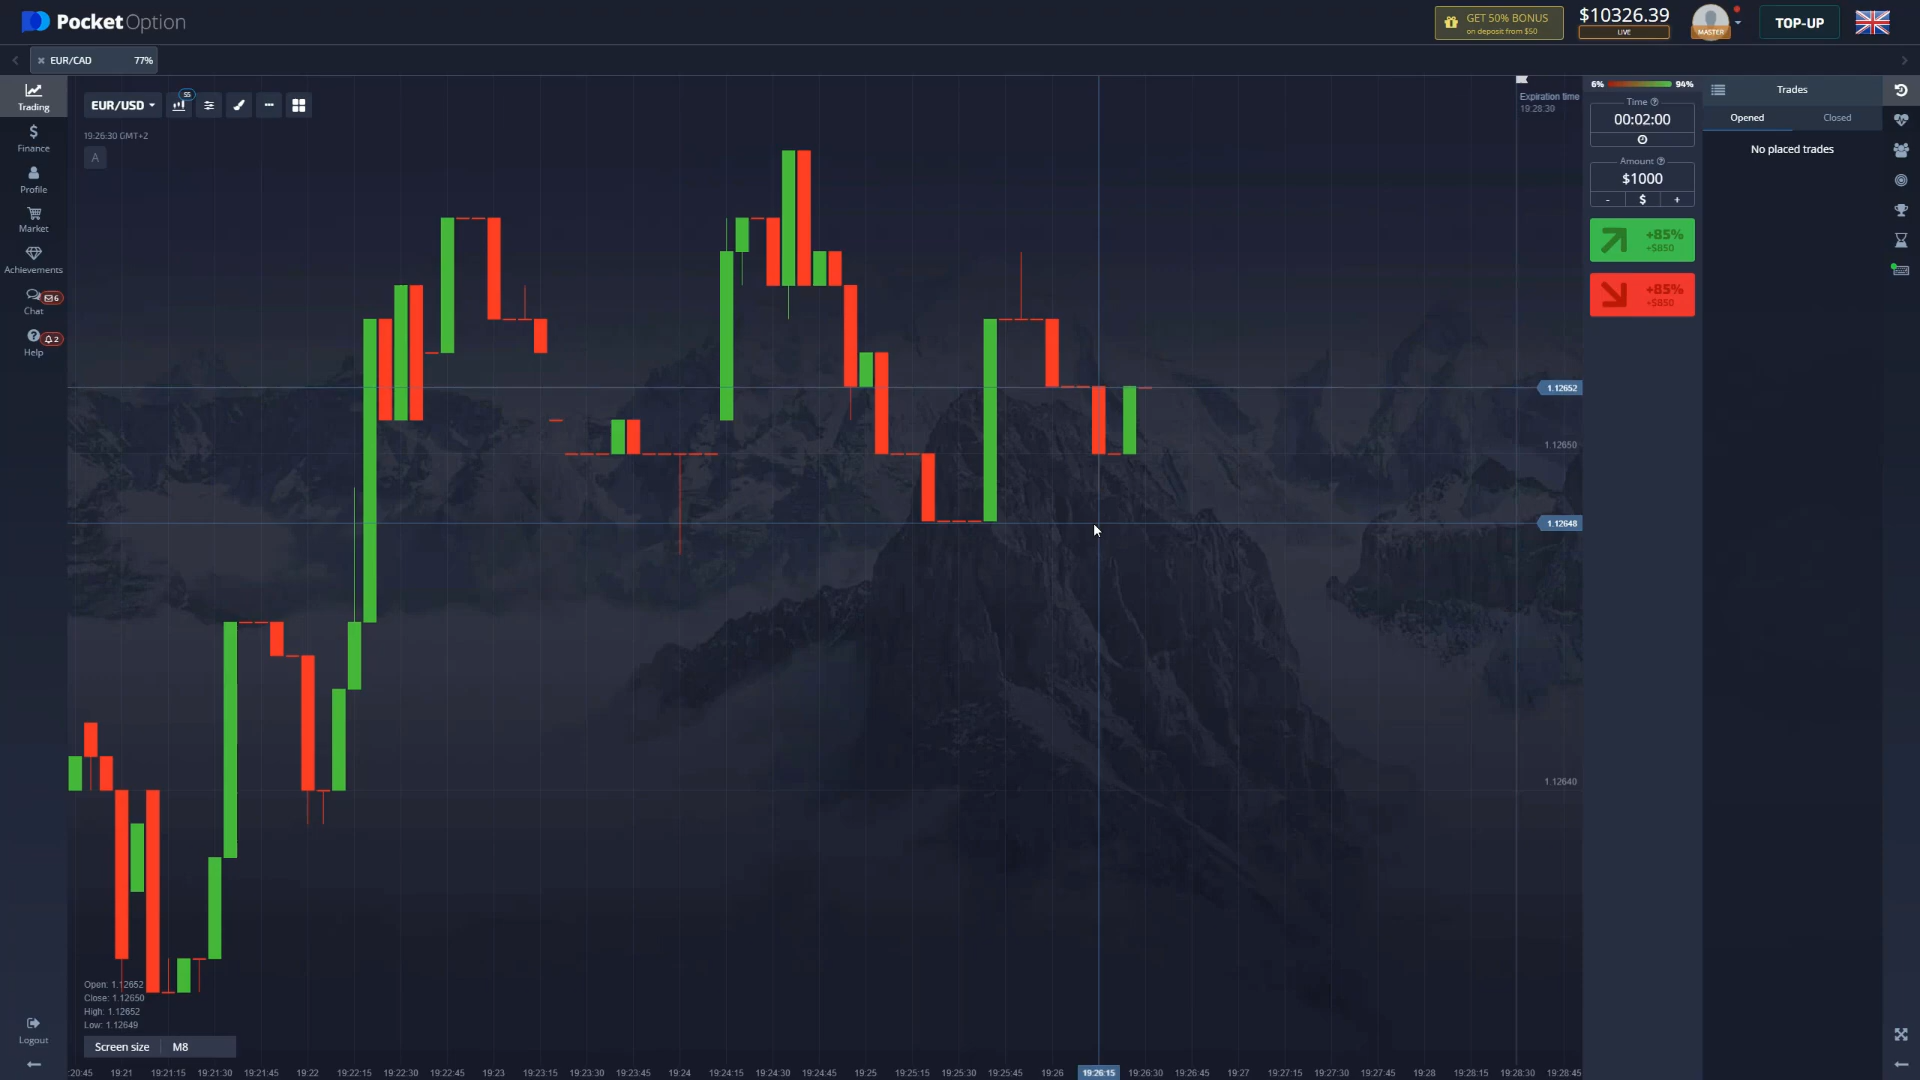 PocketOption
GET 50% BONUS
on deposit from $50
$10326.39
LIVE
MASTER
TOP-UP
EUR/CAD 77%
Trading
Finance
Profile
Market
Achievements
6
Chat
2
Help
Logout
EUR/USD
S5
19:26:30 GMT+2
A
Expiration time
19:28:30
1.12652
1.12650
1.12648
1.12640
6% 94%
Time
00:02:00
Amount
$1000
- $ +
+85%
+$850
+85%
+$850
Trades
Opened Closed
No placed trades
Open: 1.12652
Close: 1.12650
High: 1.12652
Low: 1.12649
Screen size M8
:20:45 19:21 19:21:15 19:21:30 19:21:45 19:22 19:22:15 19:22:30 19:22:45 19:23 19:23:15 19:23:30 19:23:45 19:24 19:24:15 19:24:30 19:24:45 19:25 19:25:15 19:25:30 19:25:45 19:26 19:26:15 19:26:30 19:26:45 19:27 19:27:15 19:27:30 19:27:45 19:28 19:28:15 19:28:30 19:28:45